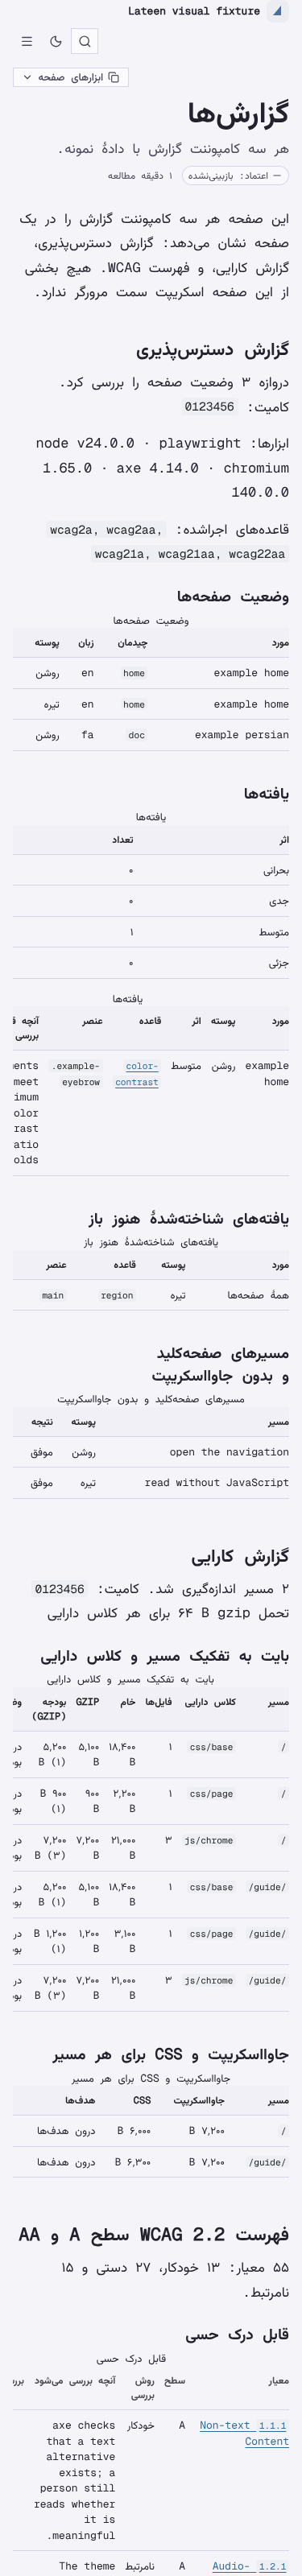 Lateen visual fixture
ابزارهای صفحه
گزارش‌ها
هر سه کامپوننت گزارش با دادهٔ نمونه.
— اعتماد: بازبینی‌نشده ۱ دقیقه مطالعه
این صفحه هر سه کامپوننت گزارش را در یک
صفحه نشان می‌دهد: گزارش دسترس‌پذیری،
گزارش کارایی، و فهرست WCAG. هیچ بخشی
از این صفحه اسکریپت سمت مرورگر ندارد.
گزارش دسترس‌پذیری
دروازه ۳ وضعیت صفحه را بررسی کرد.
کامیت: 0123456
ابزارها: node v24.0.0 · playwright
1.65.0 · axe 4.14.0 · chromium
140.0.0
قاعده‌های اجراشده: wcag2a, wcag2aa,
wcag21a, wcag21aa, wcag22aa
وضعیت صفحه‌ها
وضعیت صفحه‌ها
مورد چیدمان زبان پوسته
example home home en روشن
example home home en تیره
example persian doc fa روشن
یافته‌ها
یافته‌ها
اثر تعداد
بحرانی ۰
جدی ۰
متوسط ۱
جزئی ۰
یافته‌ها
مورد پوسته اثر قاعده عنصر آنچه
بررسی
example home روشن متوسط color-contrast .example-eyebrow
یافته‌های شناخته‌شدهٔ هنوز باز
یافته‌های شناخته‌شدهٔ هنوز باز
مورد پوسته قاعده عنصر
همهٔ صفحه‌ها تیره region main
مسیرهای صفحه‌کلید
و بدون جاوااسکریپت
مسیرهای صفحه‌کلید و بدون جاوااسکریپت
مسیر پوسته نتیجه
open the navigation روشن موفق
read without JavaScript تیره موفق
گزارش کارایی
۲ مسیر اندازه‌گیری شد. کامیت: 0123456
تحمل ۶۴ B gzip برای هر کلاس دارایی
بایت به تفکیک مسیر و کلاس دارایی
بایت به تفکیک مسیر و کلاس دارایی
مسیر کلاس دارایی فایل‌ها خام GZIP بودجه (GZIP)
/ css/base ۱ ۱۸٬۴۰۰ B ۵٬۱۰۰ B ۵٬۲۰۰ B (۱)
/ css/page ۱ ۲٬۲۰۰ B ۹۰۰ B ۹۰۰ B (۱)
/ js/chrome ۳ ۲۱٬۰۰۰ B ۷٬۲۰۰ B ۷٬۲۰۰ B (۳)
/guide/ css/base ۱ ۱۸٬۴۰۰ B ۵٬۱۰۰ B ۵٬۲۰۰ B (۱)
/guide/ css/page ۱ ۳٬۱۰۰ B ۱٬۲۰۰ B ۱٬۲۰۰ B (۱)
/guide/ js/chrome ۳ ۲۱٬۰۰۰ B ۷٬۲۰۰ B ۷٬۲۰۰ B (۳)
جاوااسکریپت و CSS برای هر مسیر
جاوااسکریپت و CSS برای هر مسیر
مسیر جاوااسکریپت CSS هدف‌ها
/ ۷٬۲۰۰ B ۶٬۰۰۰ B درون هدف‌ها
/guide/ ۷٬۲۰۰ B ۶٬۳۰۰ B درون هدف‌ها
فهرست WCAG 2.2 سطح A و AA
۵۵ معیار: ۱۳ خودکار، ۲۷ دستی و ۱۵
نامرتبط.
قابل درک حسی
قابل درک حسی
معیار سطح روش بررسی آنچه بررسی می‌شود
1.1.1 Non-text Content A خودکار axe checks that a text alternative exists; a person still reads whether it is meaningful.
1.2.1 Audio- A نامرتبط The theme